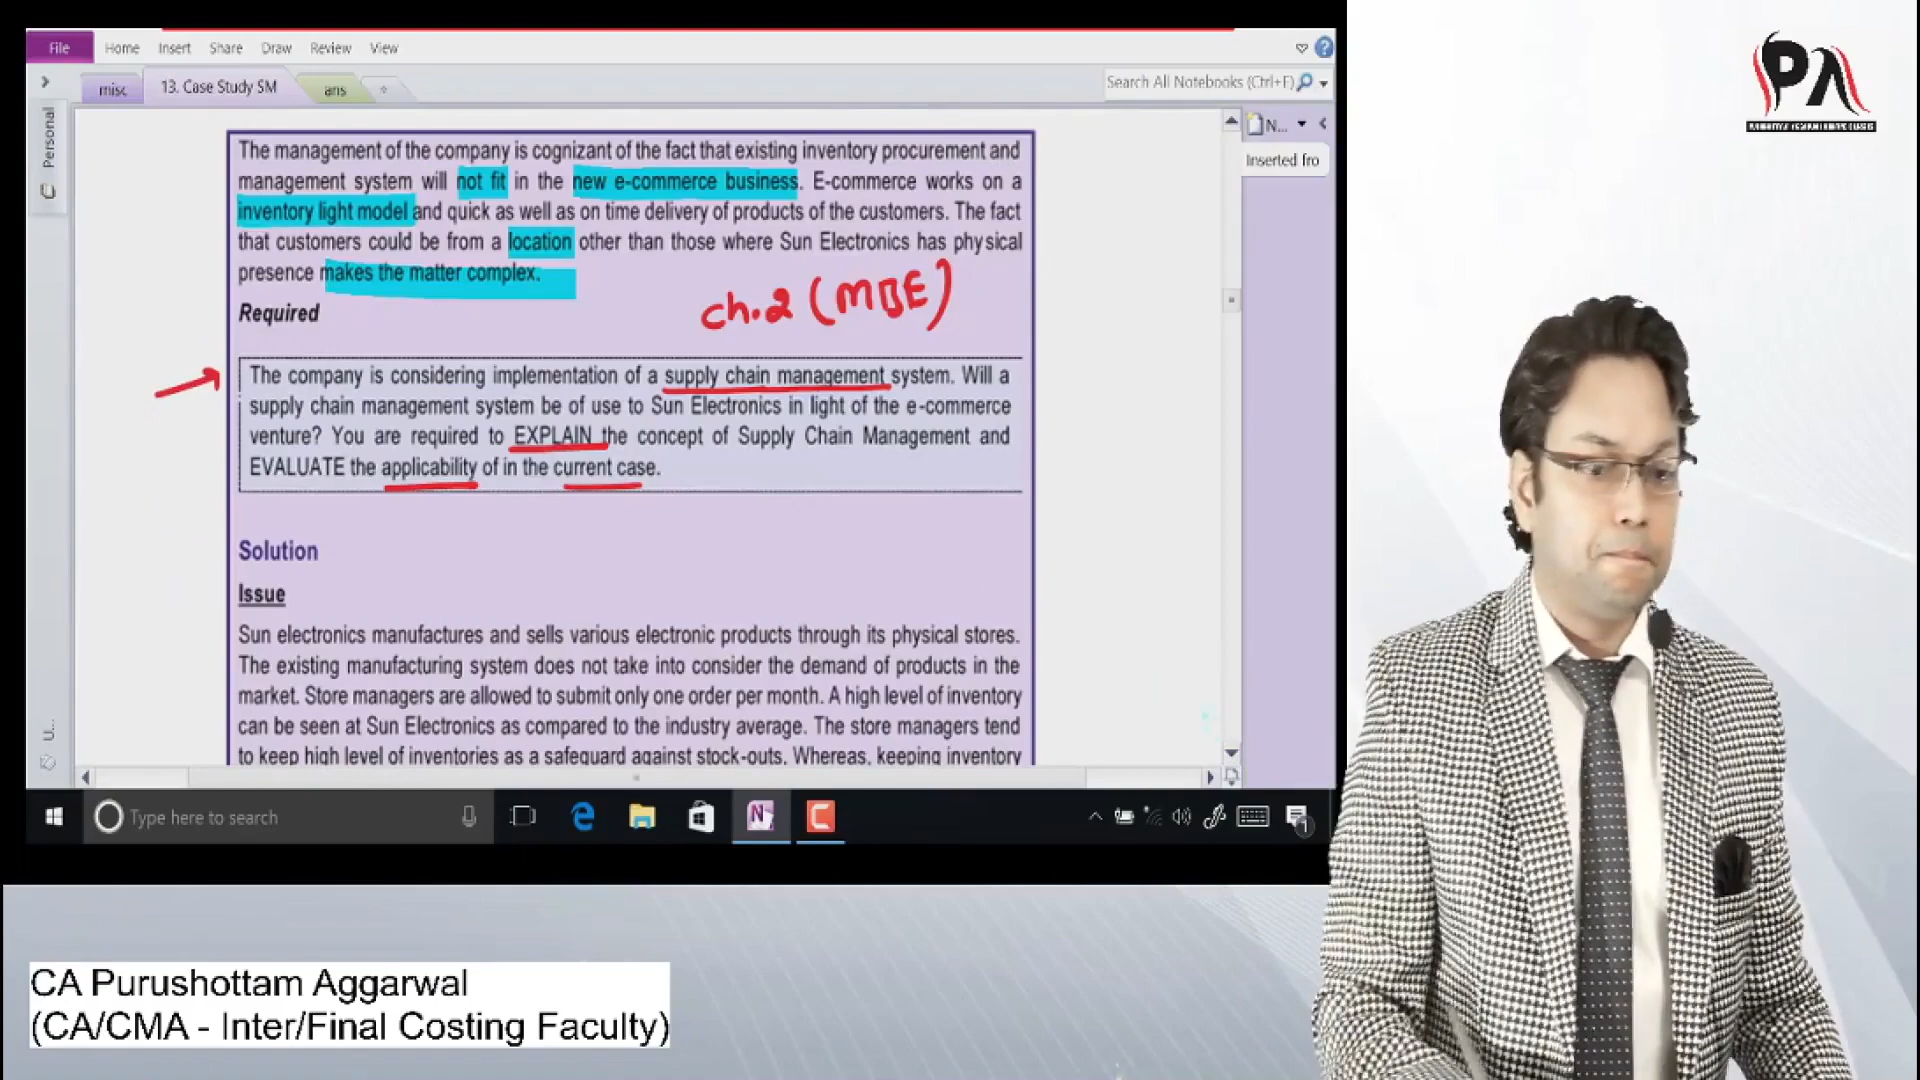 File Home Insert Share Draw Review View
misc 13. Case Study SM ans
Search All Notebooks (Ctrl+F)
Personal
N...
Inserted fro
The management of the company is cognizant of the fact that existing inventory procurement and
management system will not fit in the new e-commerce business. E-commerce works on a
inventory light model and quick as well as on time delivery of products of the customers. The fact
that customers could be from a location other than those where Sun Electronics has physical
presence makes the matter complex.
ch.2 (MBE)
Required
The company is considering implementation of a supply chain management system. Will a
supply chain management system be of use to Sun Electronics in light of the e-commerce
venture? You are required to EXPLAIN the concept of Supply Chain Management and
EVALUATE the applicability of in the current case.
Solution
Issue
Sun electronics manufactures and sells various electronic products through its physical stores.
The existing manufacturing system does not take into consider the demand of products in the
market. Store managers are allowed to submit only one order per month. A high level of inventory
can be seen at Sun Electronics as compared to the industry average. The store managers tend
to keep high level of inventories as a safeguard against stock-outs. Whereas, keeping inventory
U...
Type here to search
1
PA
CA Purushottam Aggarwal
(CA/CMA - Inter/Final Costing Faculty)